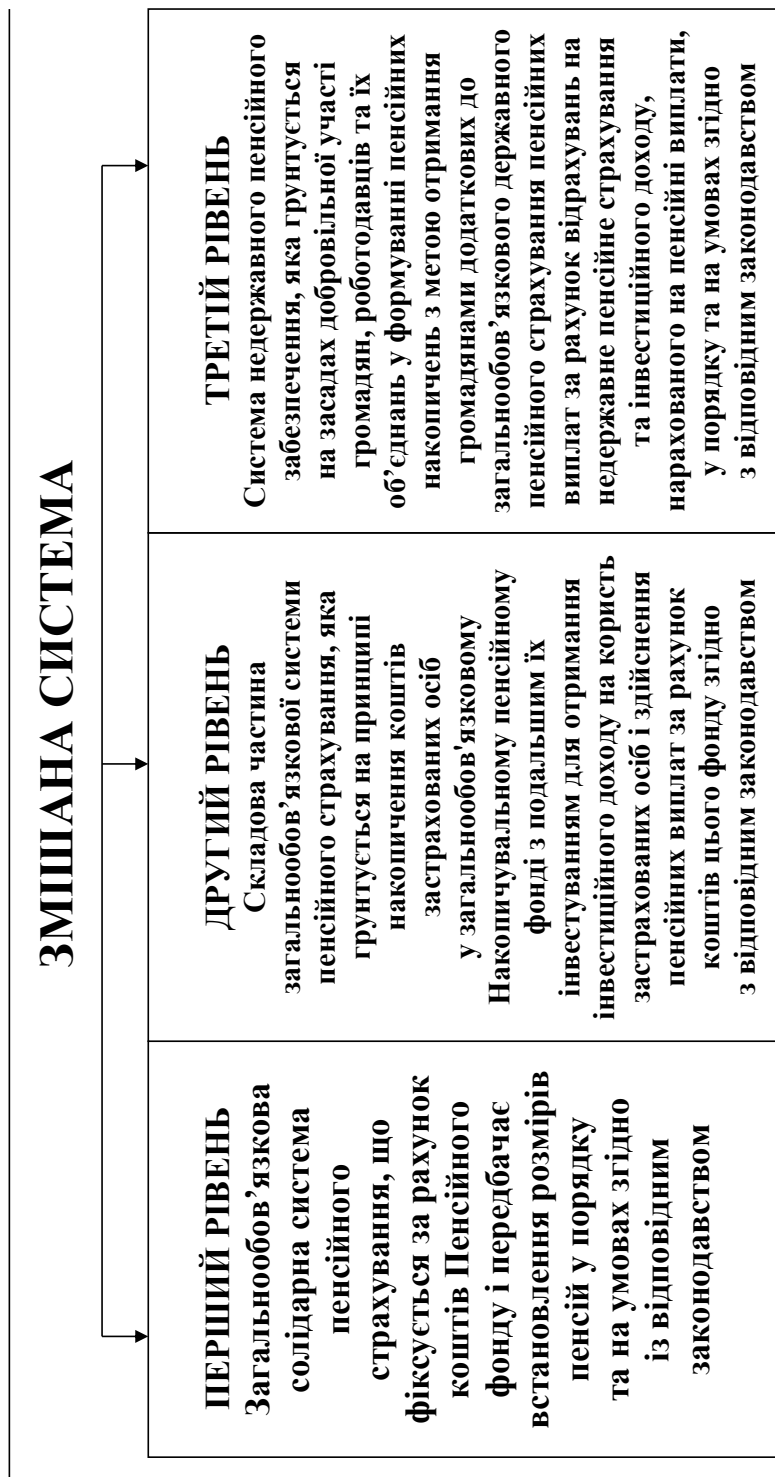 ЗМІШАНА СИСТЕМА
ПЕРШИЙ РІВЕНЬ
Загальнообов’язкова
солідарна система
пенсійного
страхування, що
фіксується за рахунок
коштів Пенсійного
фонду і передбачає
встановлення розмірів
пенсій у порядку
та на умовах згідно
із відповідним
законодавством
ДРУГИЙ РІВЕНЬ
Складова частина
загальнообов’язкової системи
пенсійного страхування, яка
грунтується на принципі
накопичення коштів
застрахованих осіб
у загальнообов'язковому
Накопичувальному пенсійному
фонді з подальшим їх
інвестуванням для отримання
інвестиційного доходу на користь
застрахованих осіб і здійснення
пенсійних виплат за рахунок
коштів цього фонду згідно
з відповідним законодавством
ТРЕТІЙ РІВЕНЬ
Система недержавного пенсійного
забезпечення, яка грунтується
на засадах добровільної участі
громадян, роботодавців та їх
об’єднань у формуванні пенсійних
накопичень з метою отримання
громадянами додаткових до
загальнообов’язкового державного
пенсійного страхування пенсійних
виплат за рахунок відрахувань на
недержавне пенсійне страхування
та інвестиційного доходу,
нарахованого на пенсійні виплати,
у порядку та на умовах згідно
з відповідним законодавством